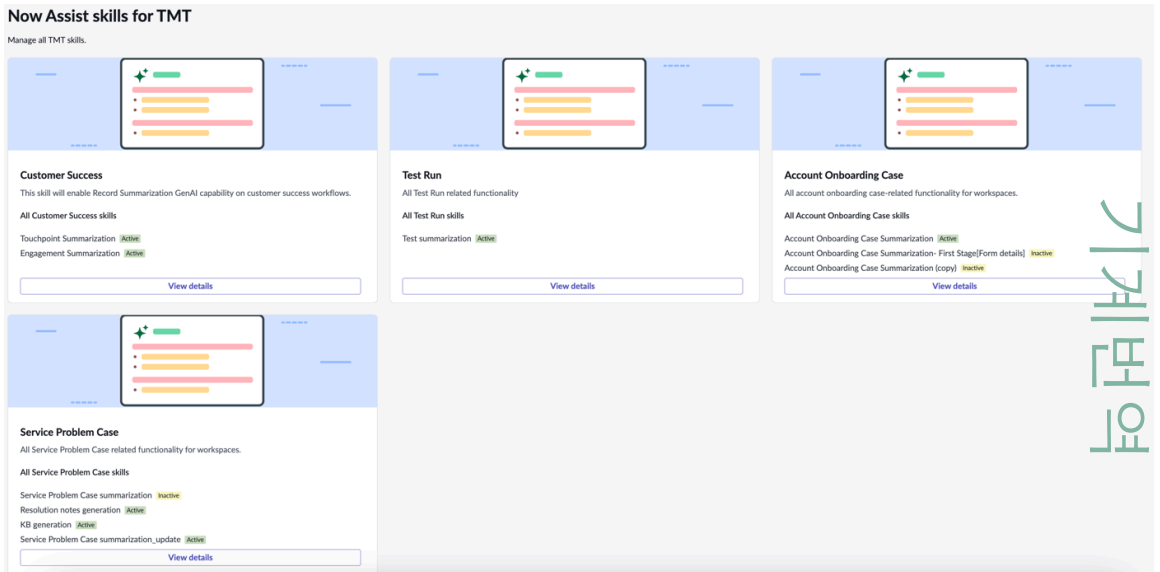 Now Assist skills for TMT
Manage all TMT skills.
Customer Success
This skill will enable Record Summarization GenAI capability on customer success workflows.
All Customer Success skills
Touchpoint Summarization Active
Engagement Summarization Active
View details
Test Run
All Test Run related functionality
All Test Run skills
Test summarization Active
View details
Account Onboarding Case
All account onboarding case-related functionality for workspaces.
All Account Onboarding Case skills
Account Onboarding Case Summarization Active
Account Onboarding Case Summarization- First Stage[Form details] Inactive
Account Onboarding Case Summarization (copy) Inactive
View details
Service Problem Case
All Service Problem Case related functionality for workspaces.
All Service Problem Case skills
Service Problem Case summarization Inactive
Resolution notes generation Active
KB generation Active
Service Problem Case summarization_update Active
View details
기계번역